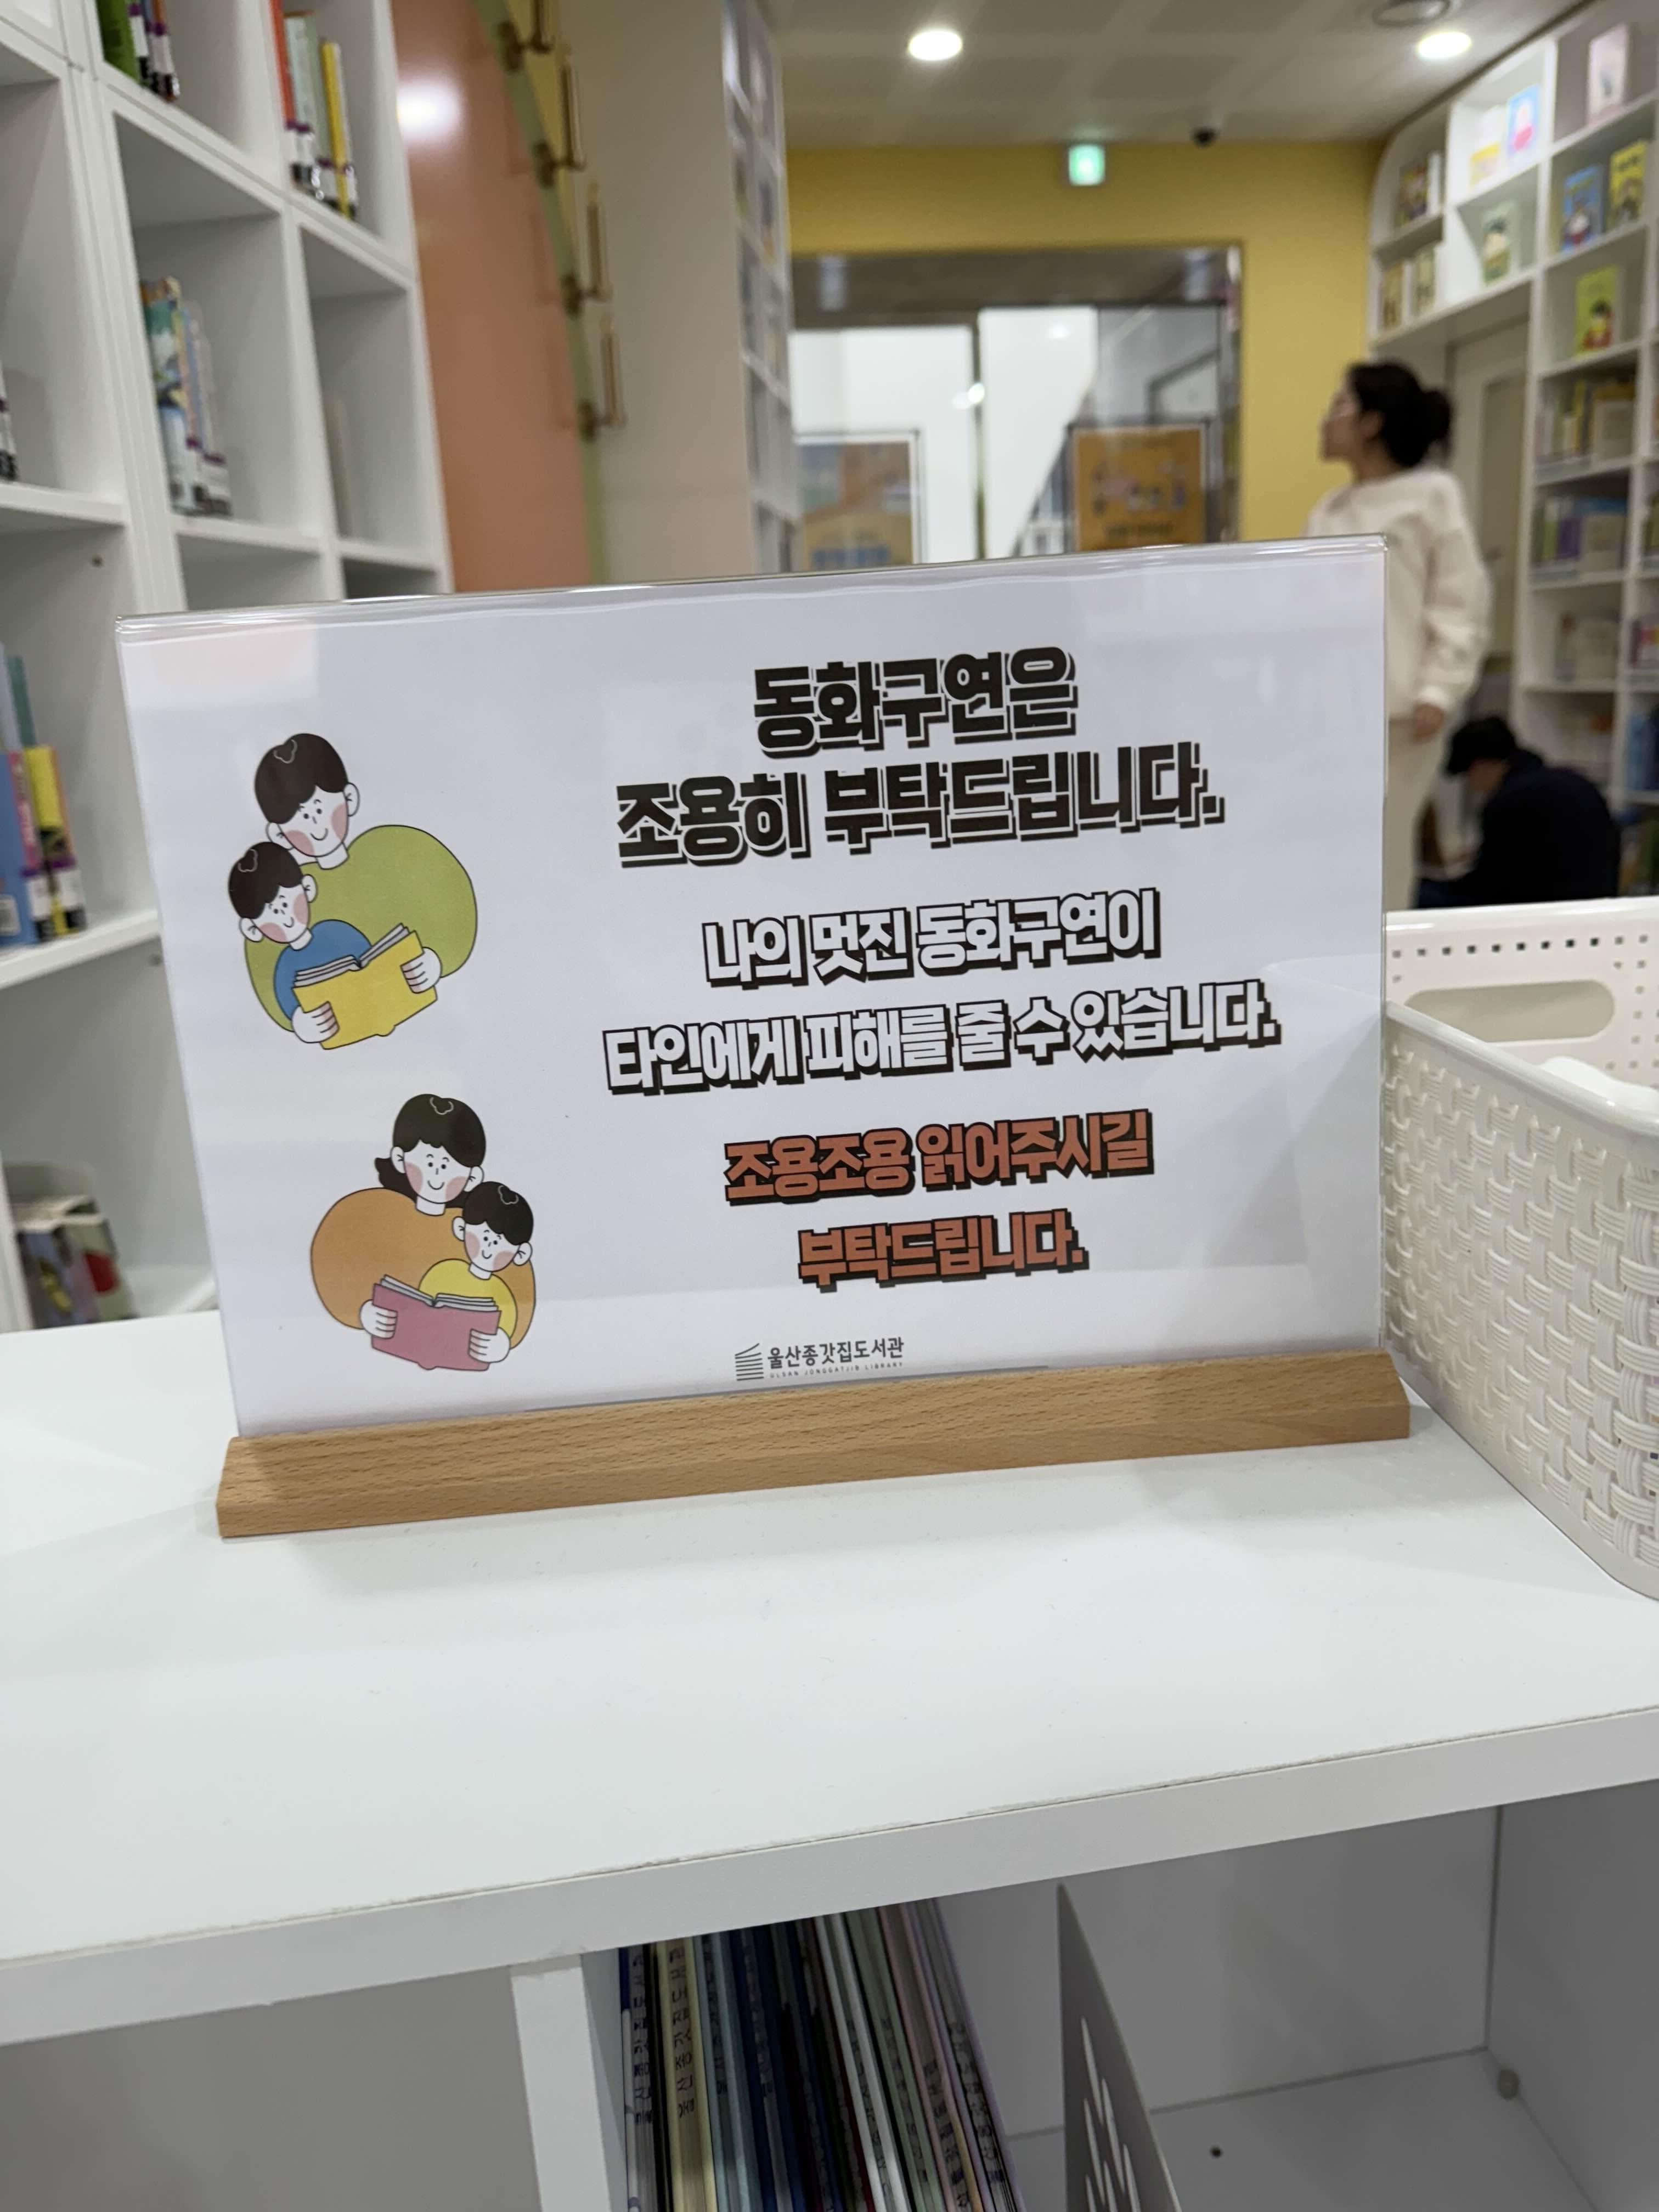 동화구연은
조용히 부탁드립니다.
나의 멋진 동화구연이
타인에게 피해를 줄 수 있습니다.
조용조용 읽어주시길
부탁드립니다.
울산종갓집도서관
ULSAN JONGGATJIB LIBRARY